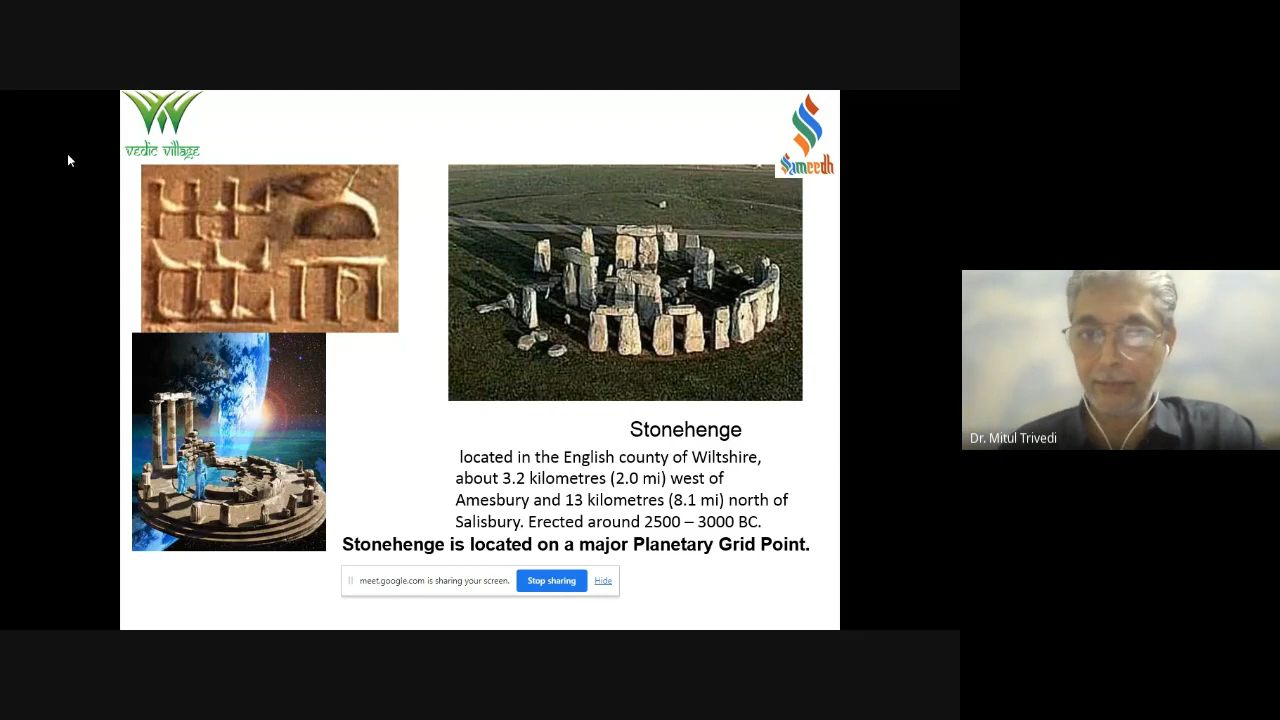 vedic village
Sameedh
Stonehenge
located in the English county of Wiltshire,
about 3.2 kilometres (2.0 mi) west of
Amesbury and 13 kilometres (8.1 mi) north of
Salisbury. Erected around 2500 – 3000 BC.
Stonehenge is located on a major Planetary Grid Point.
meet.google.com is sharing your screen. Stop sharing Hide
Dr. Mitul Trivedi